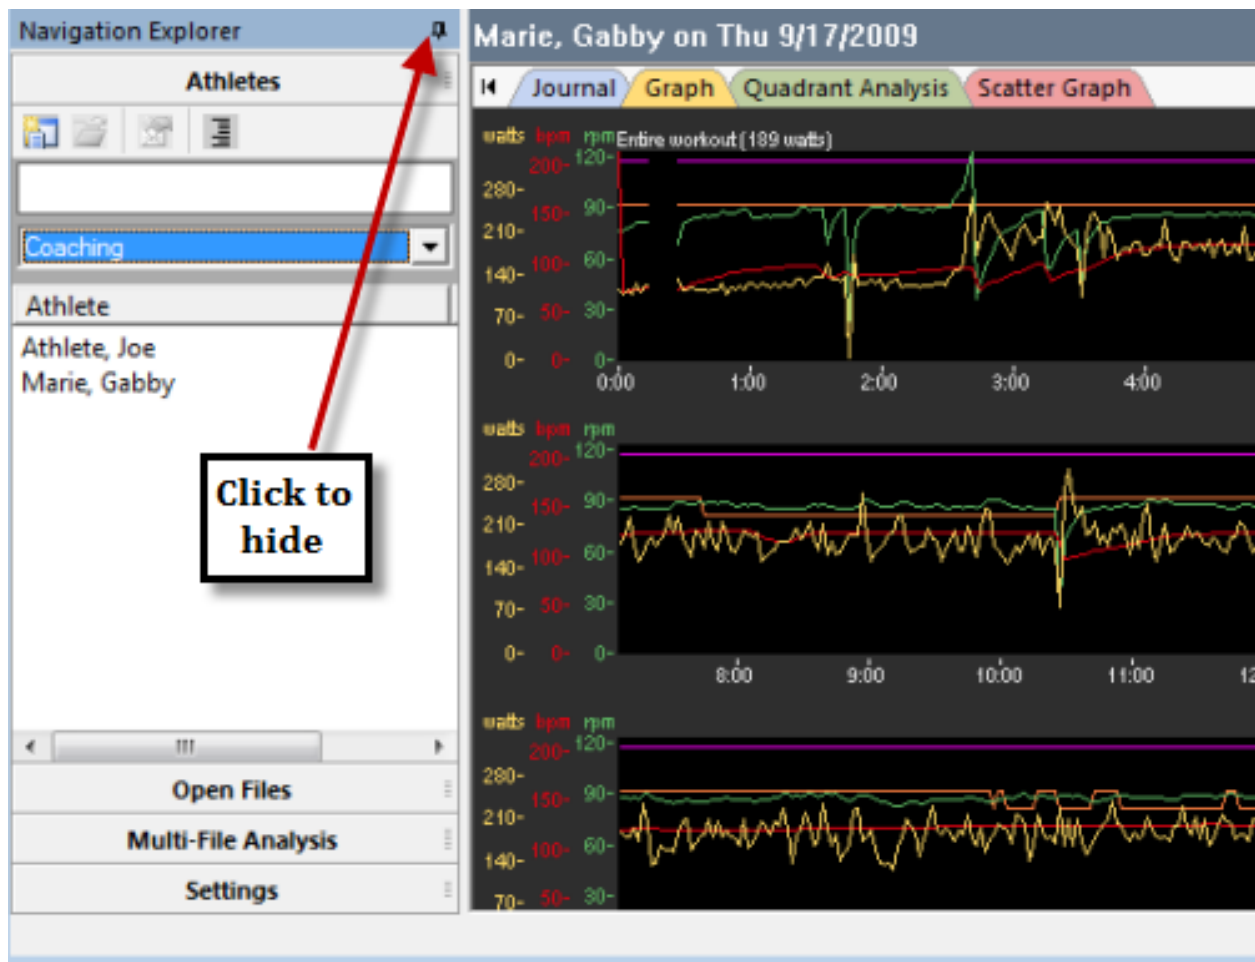 Navigation Explorer
Athletes
Coaching
Athlete
Athlete, Joe
Marie, Gabby
Click to
hide
Open Files
Multi-File Analysis
Settings
Marie, Gabby on Thu 9/17/2009
Journal Graph Quadrant Analysis Scatter Graph
watts bpm rpm Entire workout (189 watts)
200- 120-
280-
150- 90-
210-
100- 60-
140-
50- 30-
70-
0- 0- 0-
0:00 1:00 2:00 3:00 4:00
watts bpm rpm
200- 120-
280-
150- 90-
210-
100- 60-
140-
50- 30-
70-
0- 0- 0-
8:00 9:00 10:00 11:00 12
watts bpm rpm
200- 120-
280-
150- 90-
210-
100- 60-
140-
50- 30-
70-